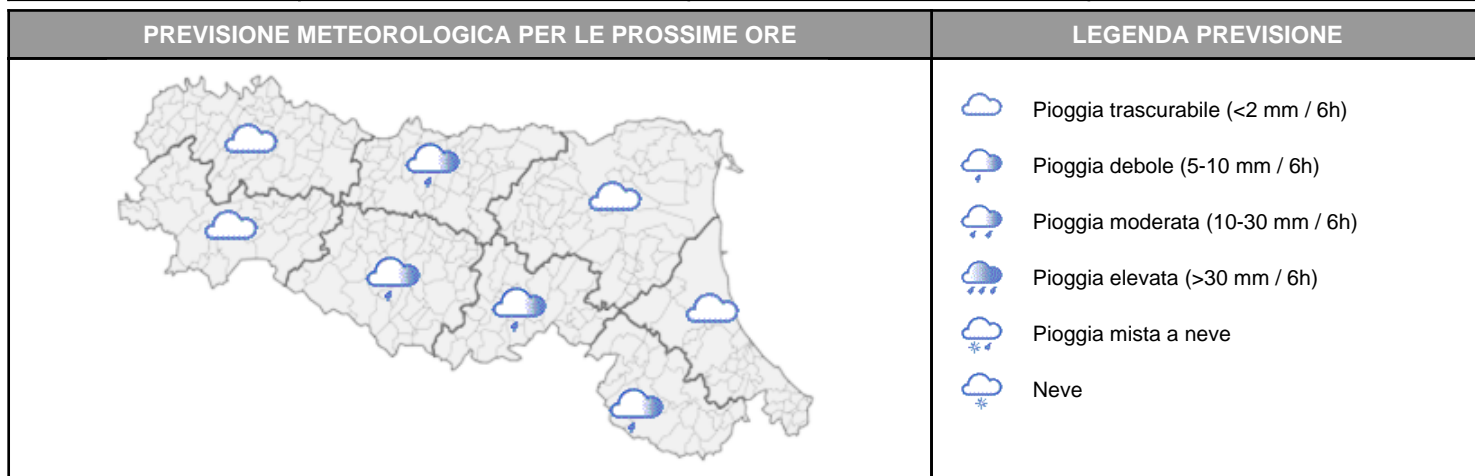 PREVISIONE METEOROLOGICA PER LE PROSSIME ORE
LEGENDA PREVISIONE
Pioggia trascurabile (<2 mm / 6h)
Pioggia debole (5-10 mm / 6h)
Pioggia moderata (10-30 mm / 6h)
Pioggia elevata (>30 mm / 6h)
Pioggia mista a neve
Neve